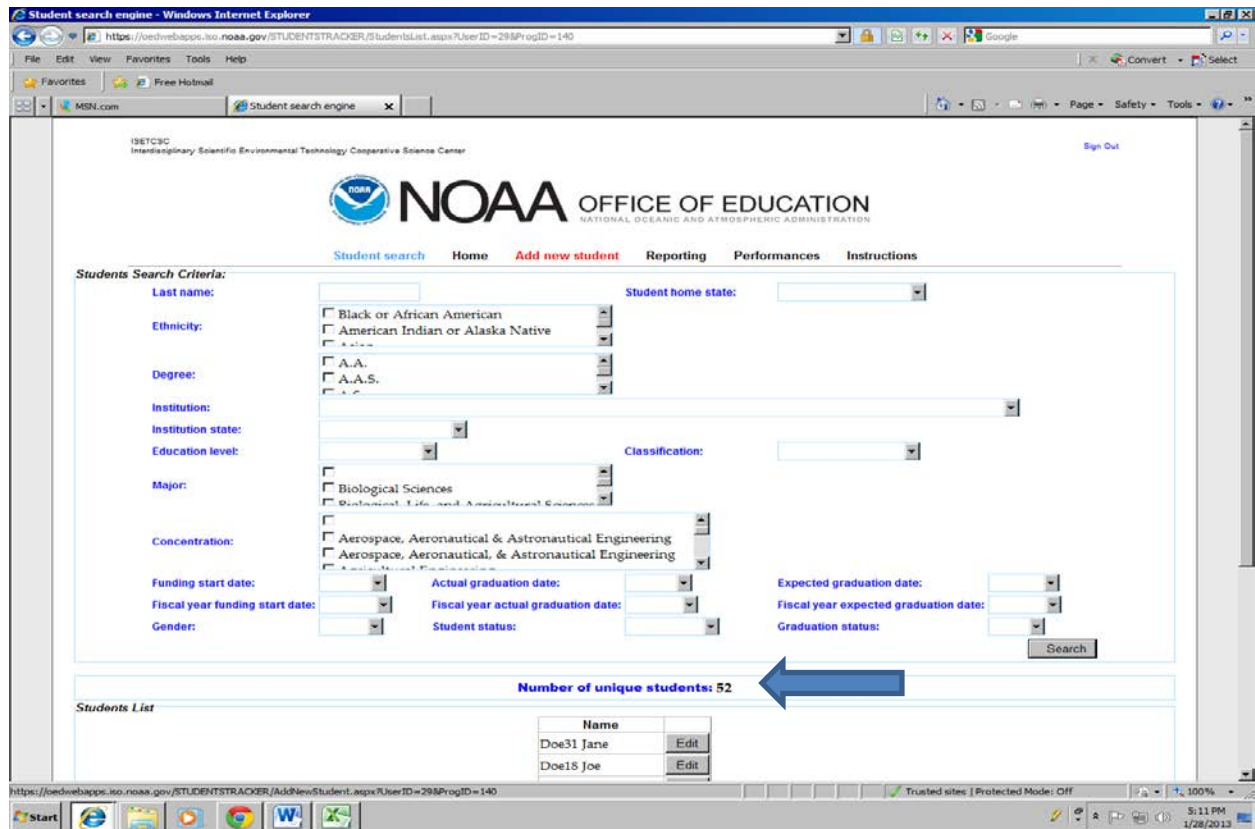 Student search engine - Windows Internet Explorer
https://oedwebapps.iso.noaa.gov/STUDENTSTRACKER/StudentsList.aspx?UserID=29&ProgID=140
Google
File Edit View Favorites Tools Help
Convert Select
Favorites Free Hotmail
MSN.com Student search engine Page Safety Tools
ISETCSC
Interdisciplinary Scientific Environmental Technology Cooperative Science Center
Sign Out
NOAA
NOAA OFFICE OF EDUCATION
NATIONAL OCEANIC AND ATMOSPHERIC ADMINISTRATION
Student search Home Add new student Reporting Performances Instructions
Students Search Criteria:
Last name: Student home state:
Ethnicity:
Black or African American
American Indian or Alaska Native
Asian
Degree:
A.A.
A.A.S.
A.S.
Institution:
Institution state:
Education level: Classification:
Major:
Biological Sciences
Biological, Life, and Agricultural Sciences
Concentration:
Aerospace, Aeronautical & Astronautical Engineering
Aerospace, Aeronautical, & Astronautical Engineering
Agricultural Engineering
Funding start date: Actual graduation date: Expected graduation date:
Fiscal year funding start date: Fiscal year actual graduation date: Fiscal year expected graduation date:
Gender: Student status: Graduation status:
Search
Number of unique students: 52
Students List
Name
Doe31 Jane Edit
Doe18 Joe Edit
https://oedwebapps.iso.noaa.gov/STUDENTSTRACKER/AddNewStudent.aspx?UserID=29&ProgID=140
Trusted sites | Protected Mode: Off
100%
Start
5:11 PM
1/28/2013